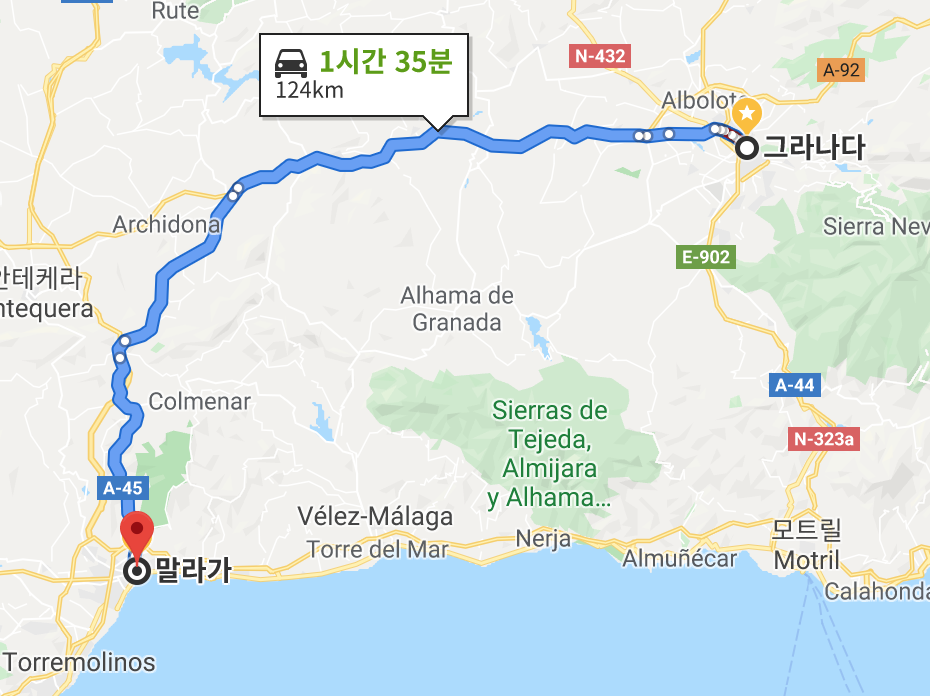 Rute
1시간 35분
124km
N-432
A-92
Albolote
그라나다
Archidona
Sierra Nev
E-902
안테케라
ntequera
Alhama de
Granada
A-44
Colmenar
Sierras de
Tejeda,
Almijara
y Alhama...
N-323a
A-45
Vélez-Málaga
모트릴
Torre del Mar
Nerja
Almuñécar
Motril
말라가
Calahonda
Torremolinos